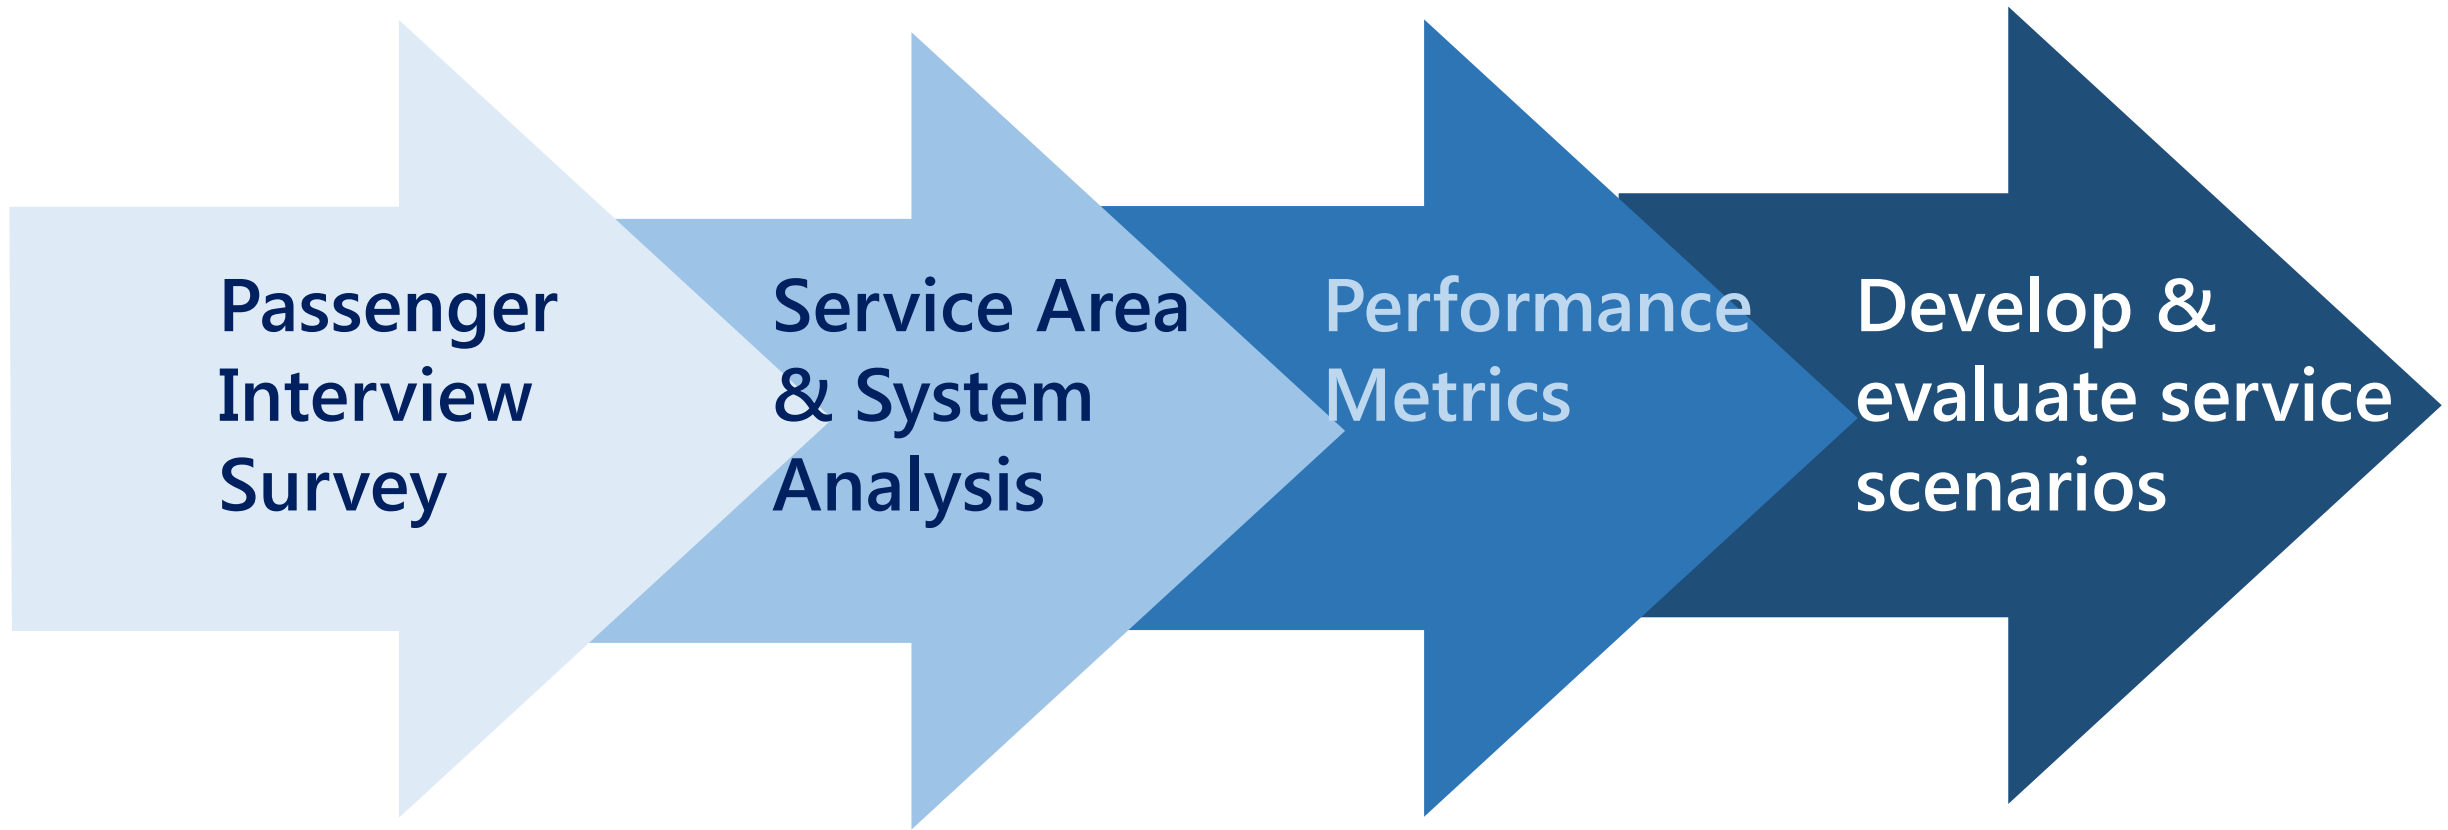 Passenger
Interview
Survey
Service Area
& System
Analysis
Performance
Metrics
Develop &
evaluate service
scenarios